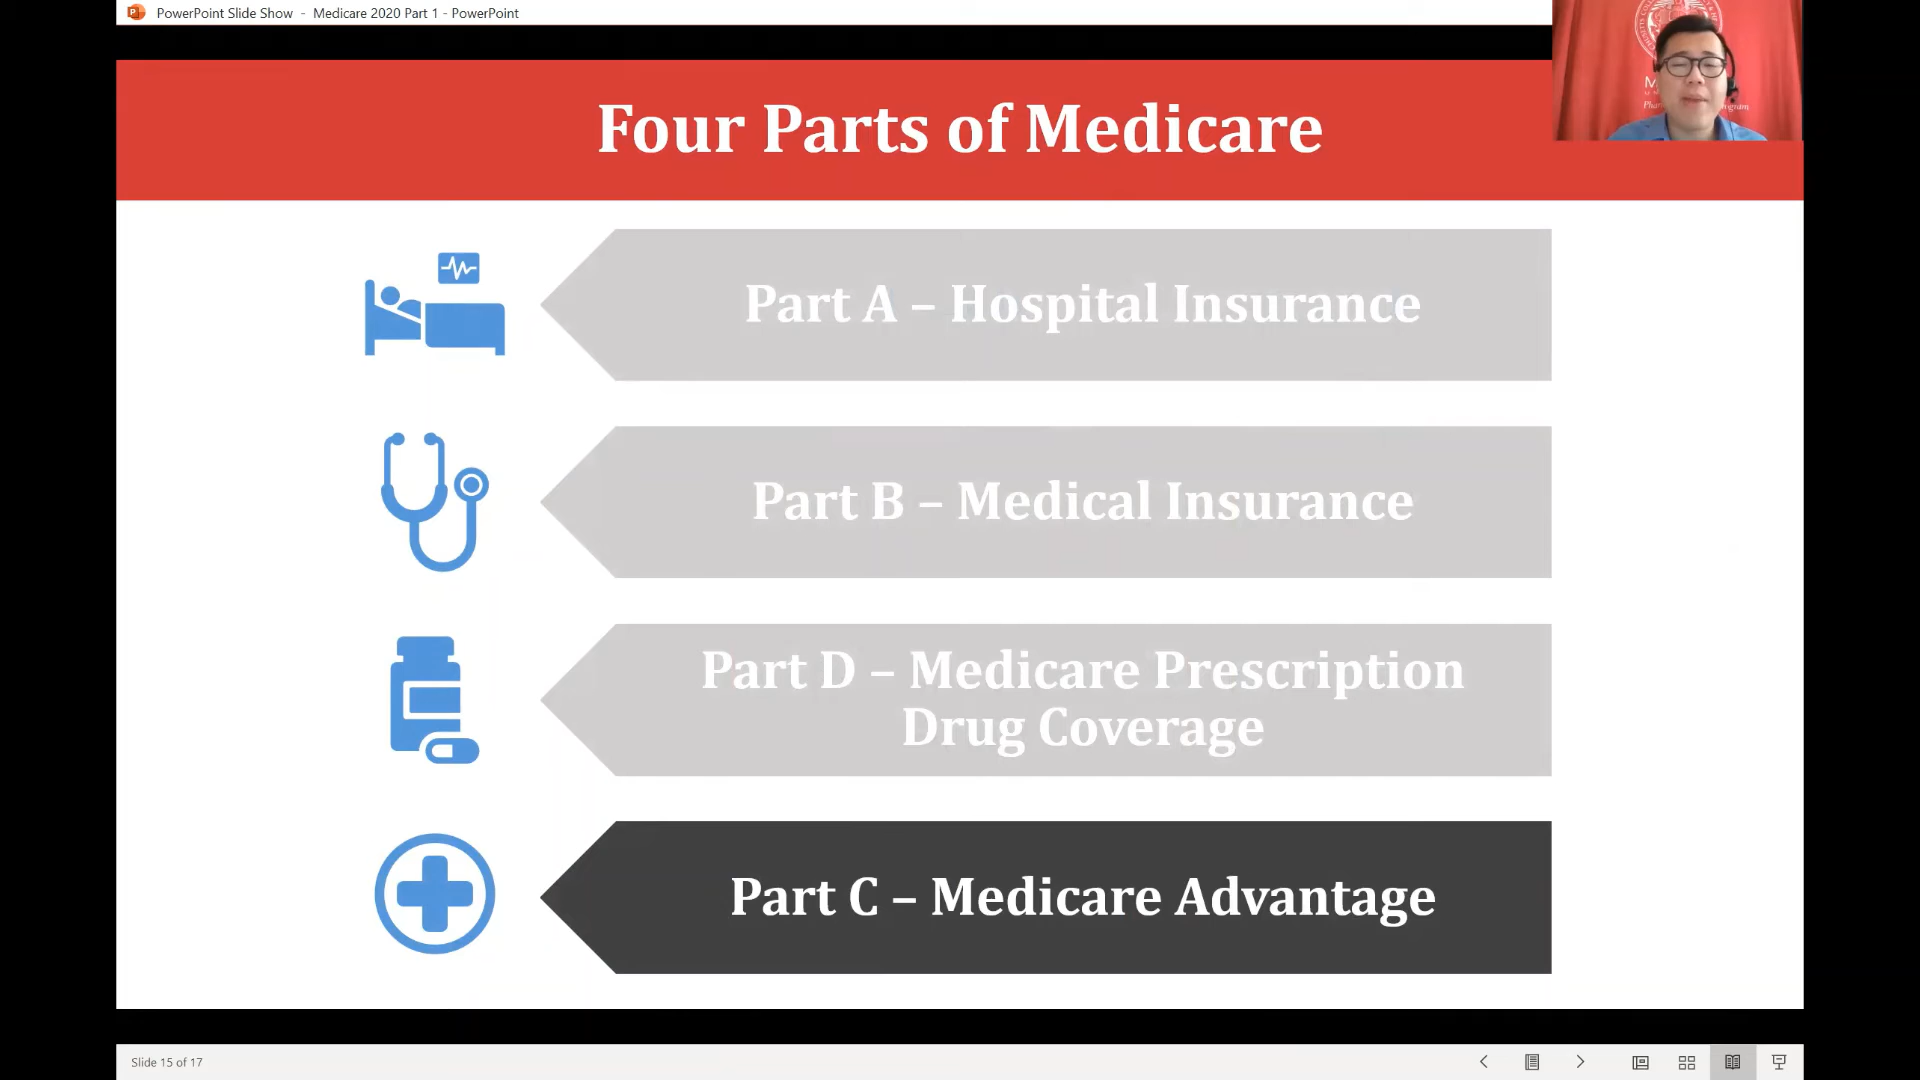 PowerPoint Slide Show - Medicare 2020 Part 1 - PowerPoint
Four Parts of Medicare
Part A – Hospital Insurance
Part B – Medical Insurance
Part D – Medicare Prescription
Drug Coverage
Part C – Medicare Advantage
Slide 15 of 17